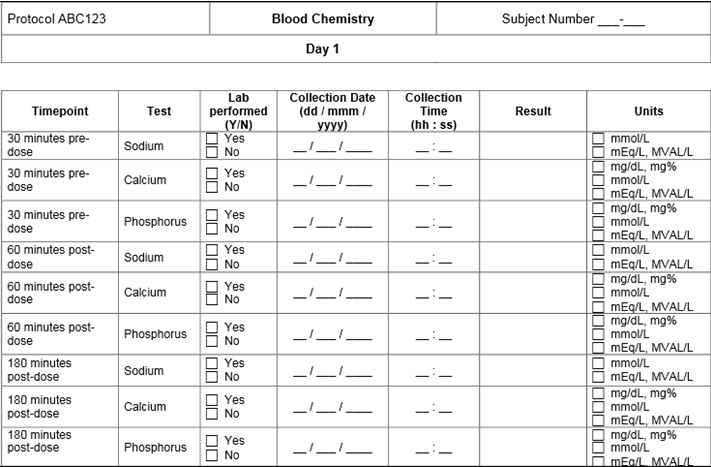 Protocol ABC123 Blood Chemistry Subject Number ___-___
Day 1
Timepoint Test Lab performed (Y/N) Collection Date (dd / mmm / yyyy) Collection Time (hh : ss) Result Units
30 minutes pre-dose Sodium ☐ Yes ☐ No __ / ___ / ____ __ : __ ☐ mmol/L ☐ mEq/L, MVAL/L
30 minutes pre-dose Calcium ☐ Yes ☐ No __ / ___ / ____ __ : __ ☐ mg/dL, mg% ☐ mmol/L ☐ mEq/L, MVAL/L
30 minutes pre-dose Phosphorus ☐ Yes ☐ No __ / ___ / ____ __ : __ ☐ mg/dL, mg% ☐ mmol/L ☐ mEq/L, MVAL/L
60 minutes post-dose Sodium ☐ Yes ☐ No __ / ___ / ____ __ : __ ☐ mmol/L ☐ mEq/L, MVAL/L
60 minutes post-dose Calcium ☐ Yes ☐ No __ / ___ / ____ __ : __ ☐ mg/dL, mg% ☐ mmol/L ☐ mEq/L, MVAL/L
60 minutes post-dose Phosphorus ☐ Yes ☐ No __ / ___ / ____ __ : __ ☐ mg/dL, mg% ☐ mmol/L ☐ mEq/L, MVAL/L
180 minutes post-dose Sodium ☐ Yes ☐ No __ / ___ / ____ __ : __ ☐ mmol/L ☐ mEq/L, MVAL/L
180 minutes post-dose Calcium ☐ Yes ☐ No __ / ___ / ____ __ : __ ☐ mg/dL, mg% ☐ mmol/L ☐ mEq/L, MVAL/L
180 minutes post-dose Phosphorus ☐ Yes ☐ No __ / ___ / ____ __ : __ ☐ mg/dL, mg% ☐ mmol/L ☐ mEq/L, MVAL/L